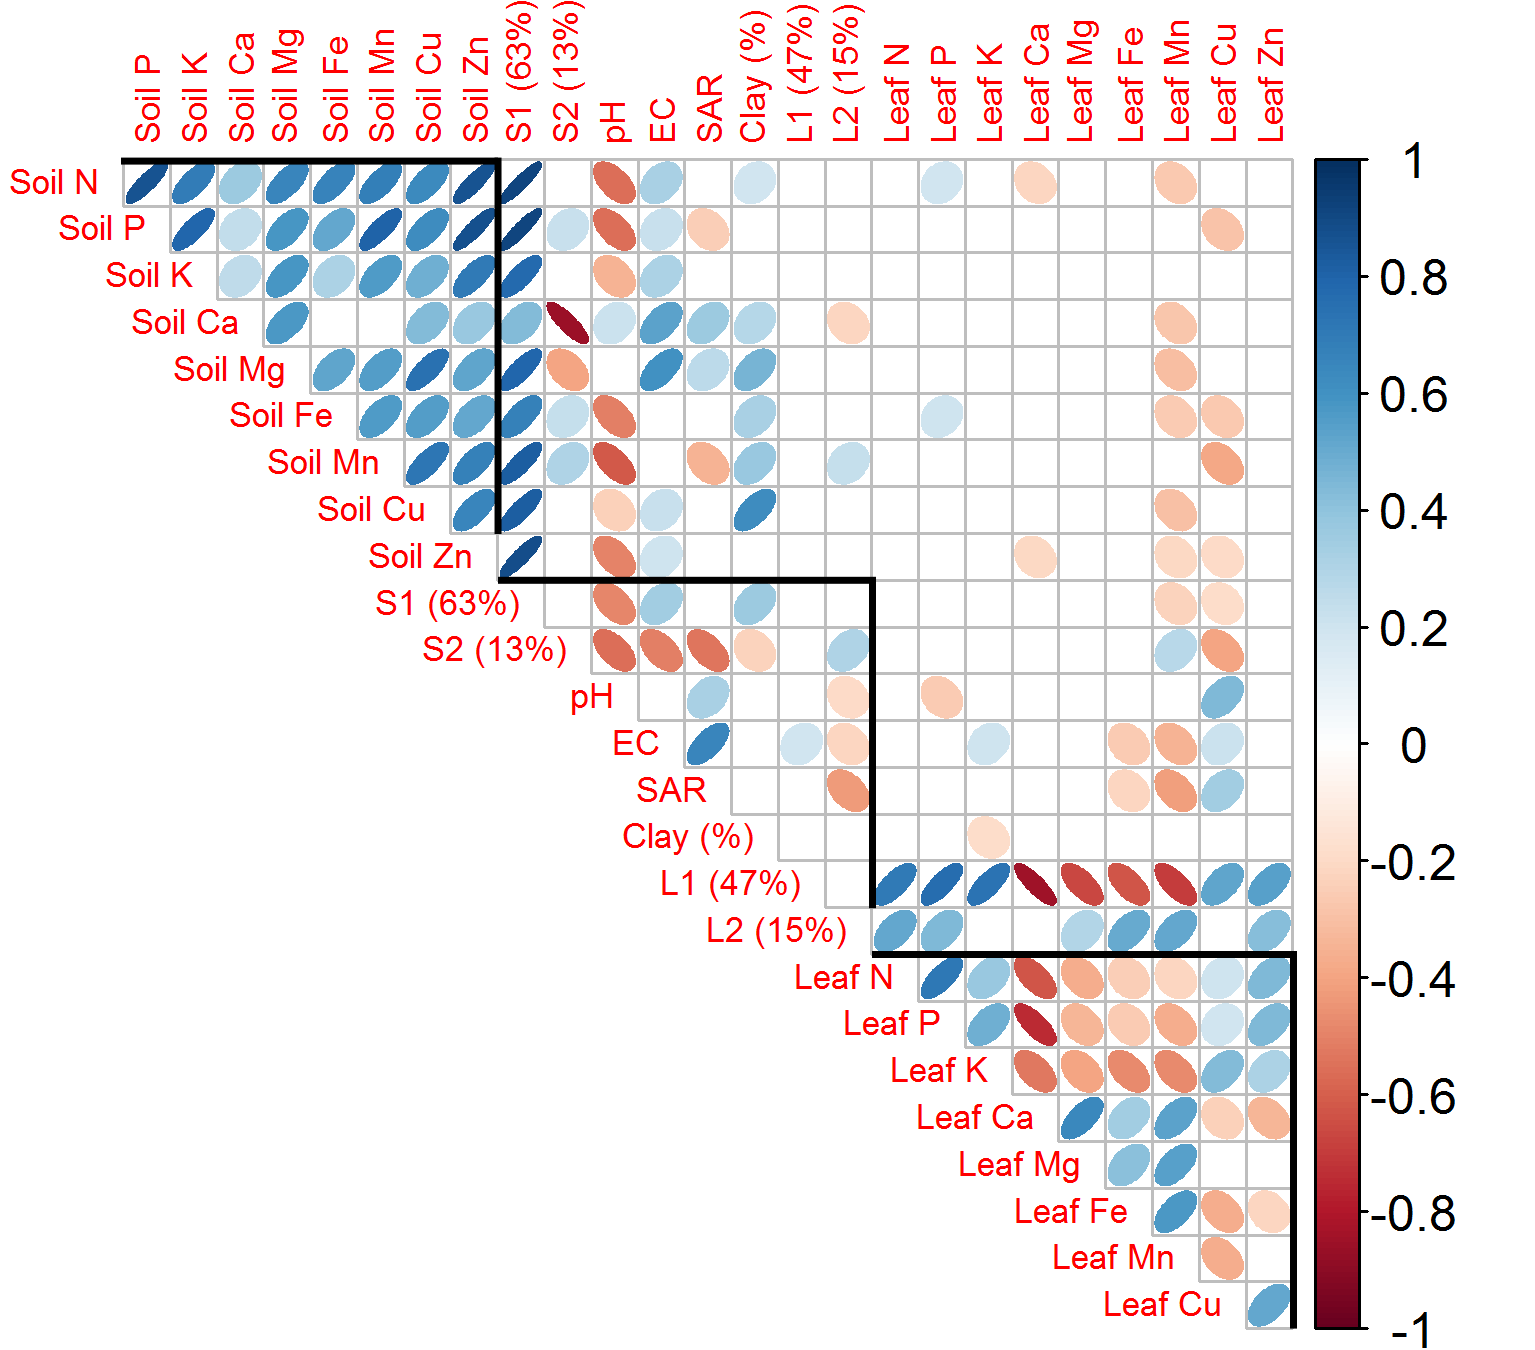 Soil P
Soil K
Soil Ca
Soil Mg
Soil Fe
Soil Mn
Soil Cu
Soil Zn
S1 (63%)
S2 (13%)
pH
EC
SAR
Clay (%)
L1 (47%)
L2 (15%)
Leaf N
Leaf P
Leaf K
Leaf Ca
Leaf Mg
Leaf Fe
Leaf Mn
Leaf Cu
Leaf Zn
Soil N
Soil P
Soil K
Soil Ca
Soil Mg
Soil Fe
Soil Mn
Soil Cu
Soil Zn
S1 (63%)
S2 (13%)
pH
EC
SAR
Clay (%)
L1 (47%)
L2 (15%)
Leaf N
Leaf P
Leaf K
Leaf Ca
Leaf Mg
Leaf Fe
Leaf Mn
Leaf Cu
1
0.8
0.6
0.4
0.2
0
-0.2
-0.4
-0.6
-0.8
-1